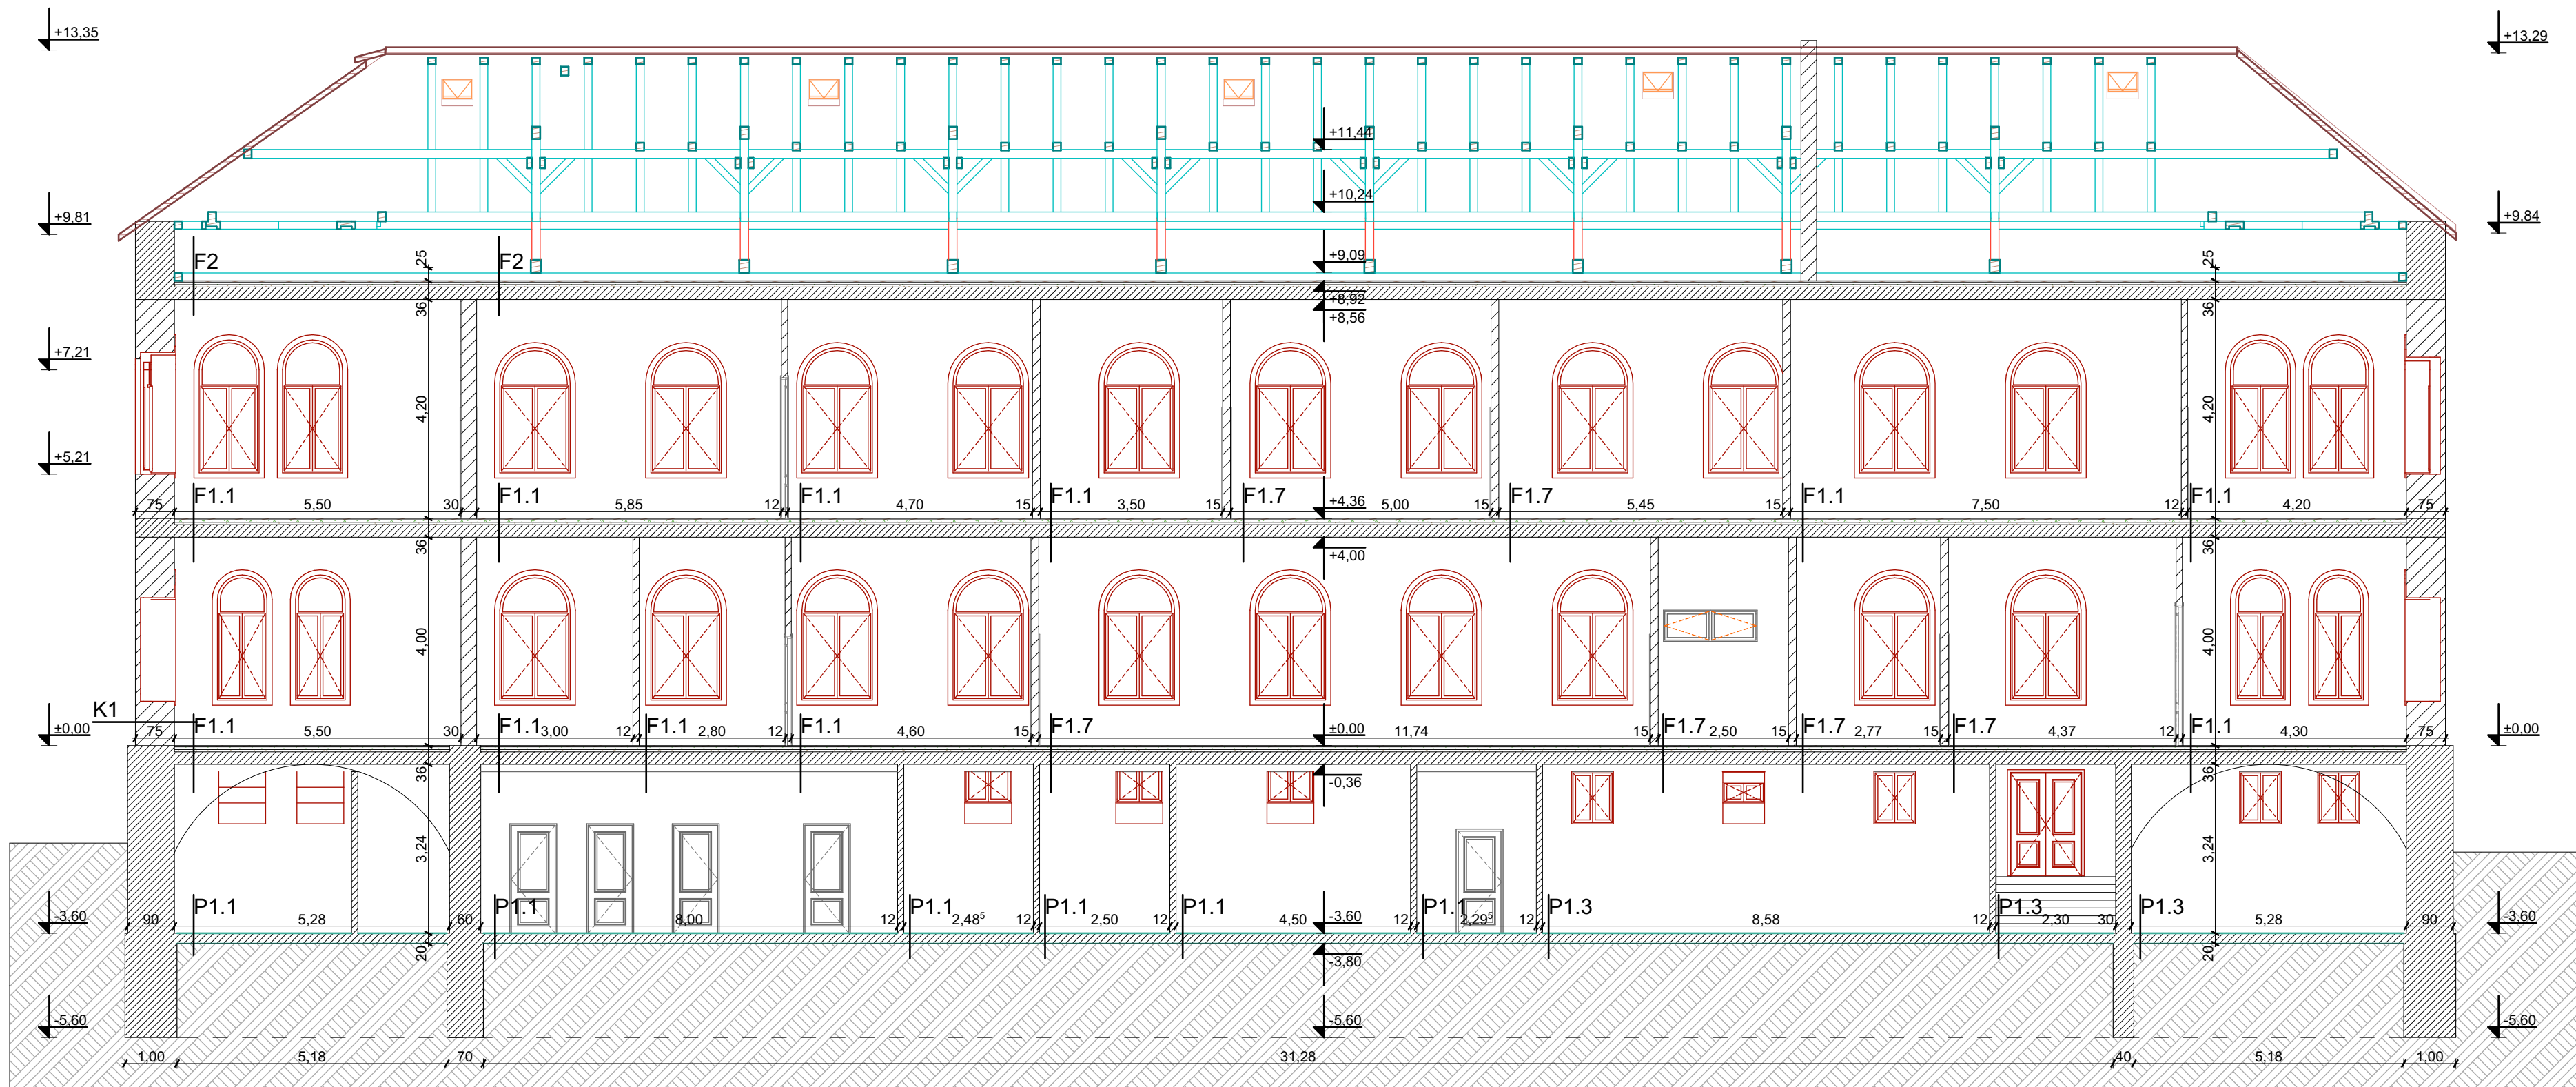 +13,35 +13,29
+11,44
+10,24
+9,81 +9,84
F2 F2 25 +9,09 25
36 +8,92 36
+8,56
+7,21
4,20 4,20
+5,21
F1.1 F1.1 F1.1 F1.1 F1.7 F1.7 F1.1 F1.1
75 5,50 30 5,85 12 4,70 15 3,50 15 +4,36 5,00 15 5,45 15 7,50 12 4,20 75
36 +4,00 36
4,00 4,00
K1
±0,00 F1.1 F1.1 F1.1 F1.1 F1.7 ±0,00 F1.7 F1.7 F1.7 F1.1 ±0,00
75 5,50 30 3,00 12 2,80 12 4,60 15 11,74 15 2,50 15 2,77 15 4,37 12 4,30 75
36 -0,36 36
3,24 3,24
P1.1 P1.1 P1.1 P1.1 P1.1 P1.1 P1.3 P1.3 P1.3
-3,60 90 5,28 60 8,00 12 2,48⁵ 12 2,50 12 4,50 -3,60 12 2,29⁵ 12 8,58 12 2,30 30 5,28 90 -3,60
20 -3,80 20
-5,60 -5,60 -5,60
1,00 5,18 70 31,28 40 5,18 1,00